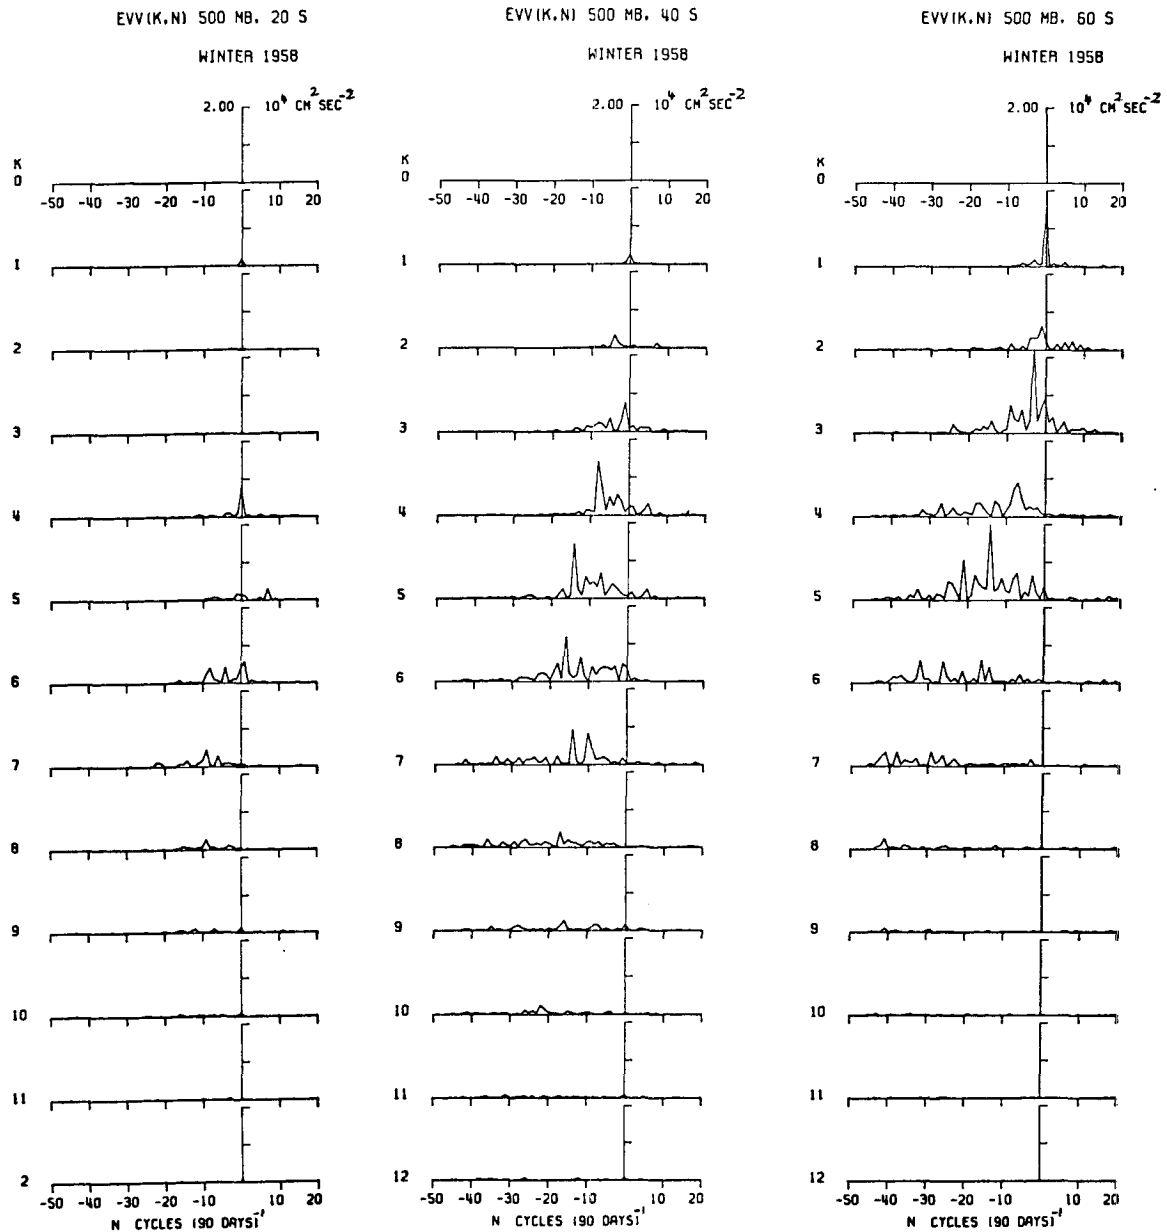 EVV(K,N) 500 MB. 20 S
WINTER 1958
2.00 10⁴ CM² SEC⁻²
K
0
-50 -40 -30 -20 -10 10 20
1
2
3
4
5
6
7
8
9
10
11
2
-50 -40 -30 -20 -10 0 10 20
N CYCLES (90 DAYS)⁻¹
EVV(K,N) 500 MB. 40 S
WINTER 1958
2.00 10⁴ CM² SEC⁻²
K
0
-50 -40 -30 -20 -10 10 20
1
2
3
4
5
6
7
8
9
10
11
12
-50 -40 -30 -20 -10 0 10 20
N CYCLES (90 DAYS)⁻¹
EVV(K,N) 500 MB. 60 S
WINTER 1958
2.00 10⁴ CM² SEC⁻²
K
0
-50 -40 -30 -20 -10 10 20
1
2
3
4
5
6
7
8
9
10
11
12
-50 -40 -30 -20 -10 0 10 20
N CYCLES (90 DAYS)⁻¹